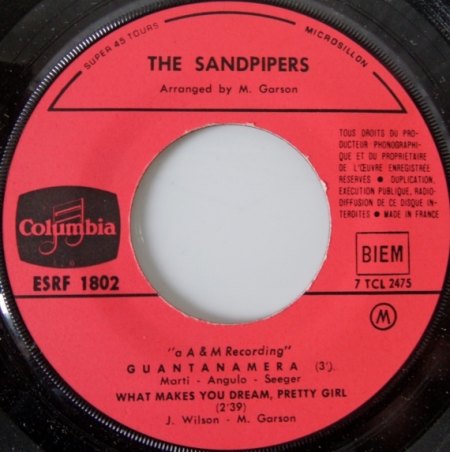 SUPER 45 TOURS
MICROSILLON
THE SANDPIPERS
Arranged by M. Garson
TOUS DROITS DU PRO-
DUCTEUR PHONOGRAPHI-
QUE ET DU PROPRIETAIRE
DE L'ŒUVRE ENREGISTREE
RESERVES ● DUPLICATION,
EXECUTION PUBLIQUE, RADIO-
DIFFUSION DE CE DISQUE IN-
TERDITES ● MADE IN FRANCE
Columbia
ESRF 1802
BIEM
7 TCL 2475
M
"a A & M Recording"
GUANTANAMERA (3').
Marti - Angulo - Seeger
WHAT MAKES YOU DREAM, PRETTY GIRL
(2'39)
J. Wilson - M. Garson